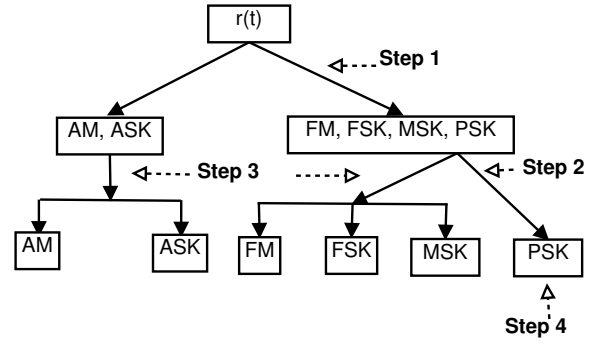 r(t)
Step 1
AM, ASK
FM, FSK, MSK, PSK
Step 3
Step 2
AM
ASK
FM
FSK
MSK
PSK
Step 4